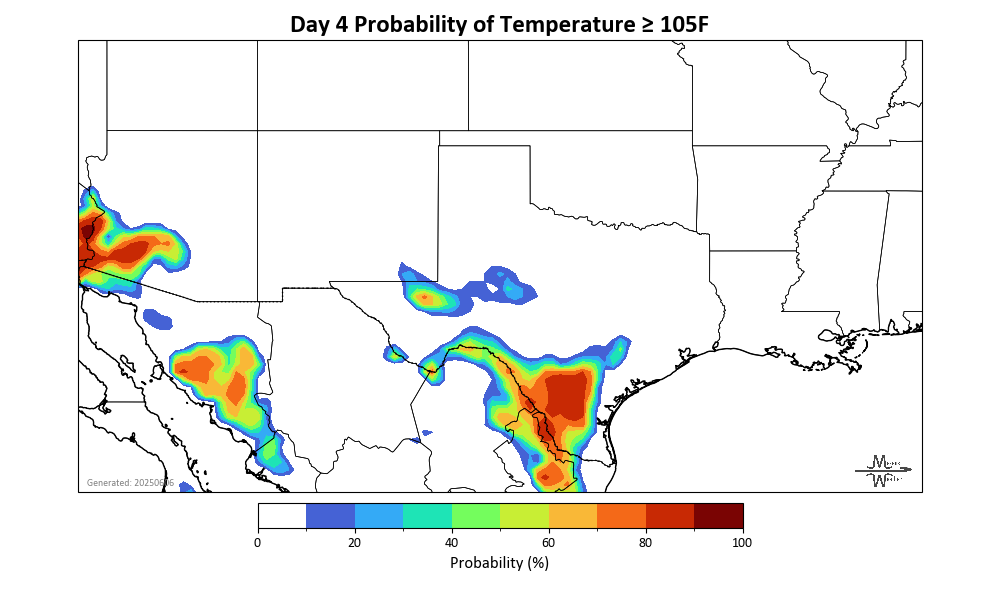 Day 4 Probability of Temperature ≥ 105F
Generated: 20250606
0 20 40 60 80 100
Probability (%)